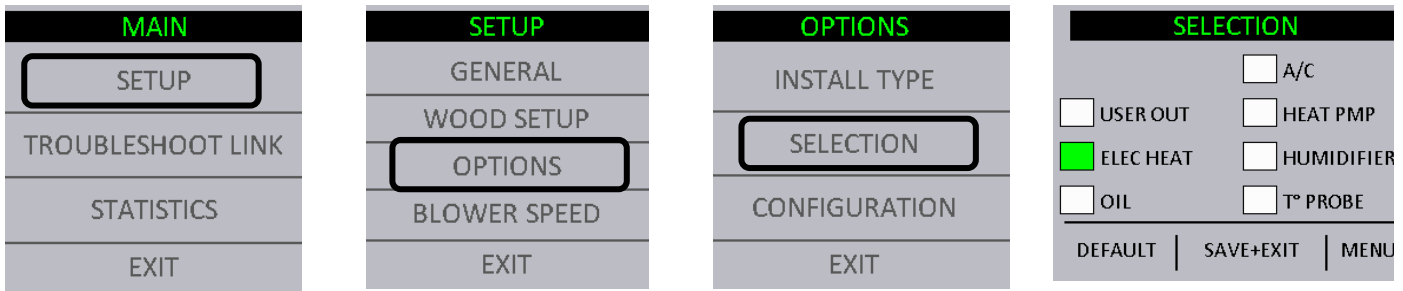 MAIN
SETUP
TROUBLESHOOT LINK
STATISTICS
EXIT
SETUP
GENERAL
WOOD SETUP
OPTIONS
BLOWER SPEED
EXIT
OPTIONS
INSTALL TYPE
SELECTION
CONFIGURATION
EXIT
SELECTION
A/C
USER OUT HEAT PMP
ELEC HEAT HUMIDIFIER
OIL T° PROBE
DEFAULT SAVE+EXIT MENU